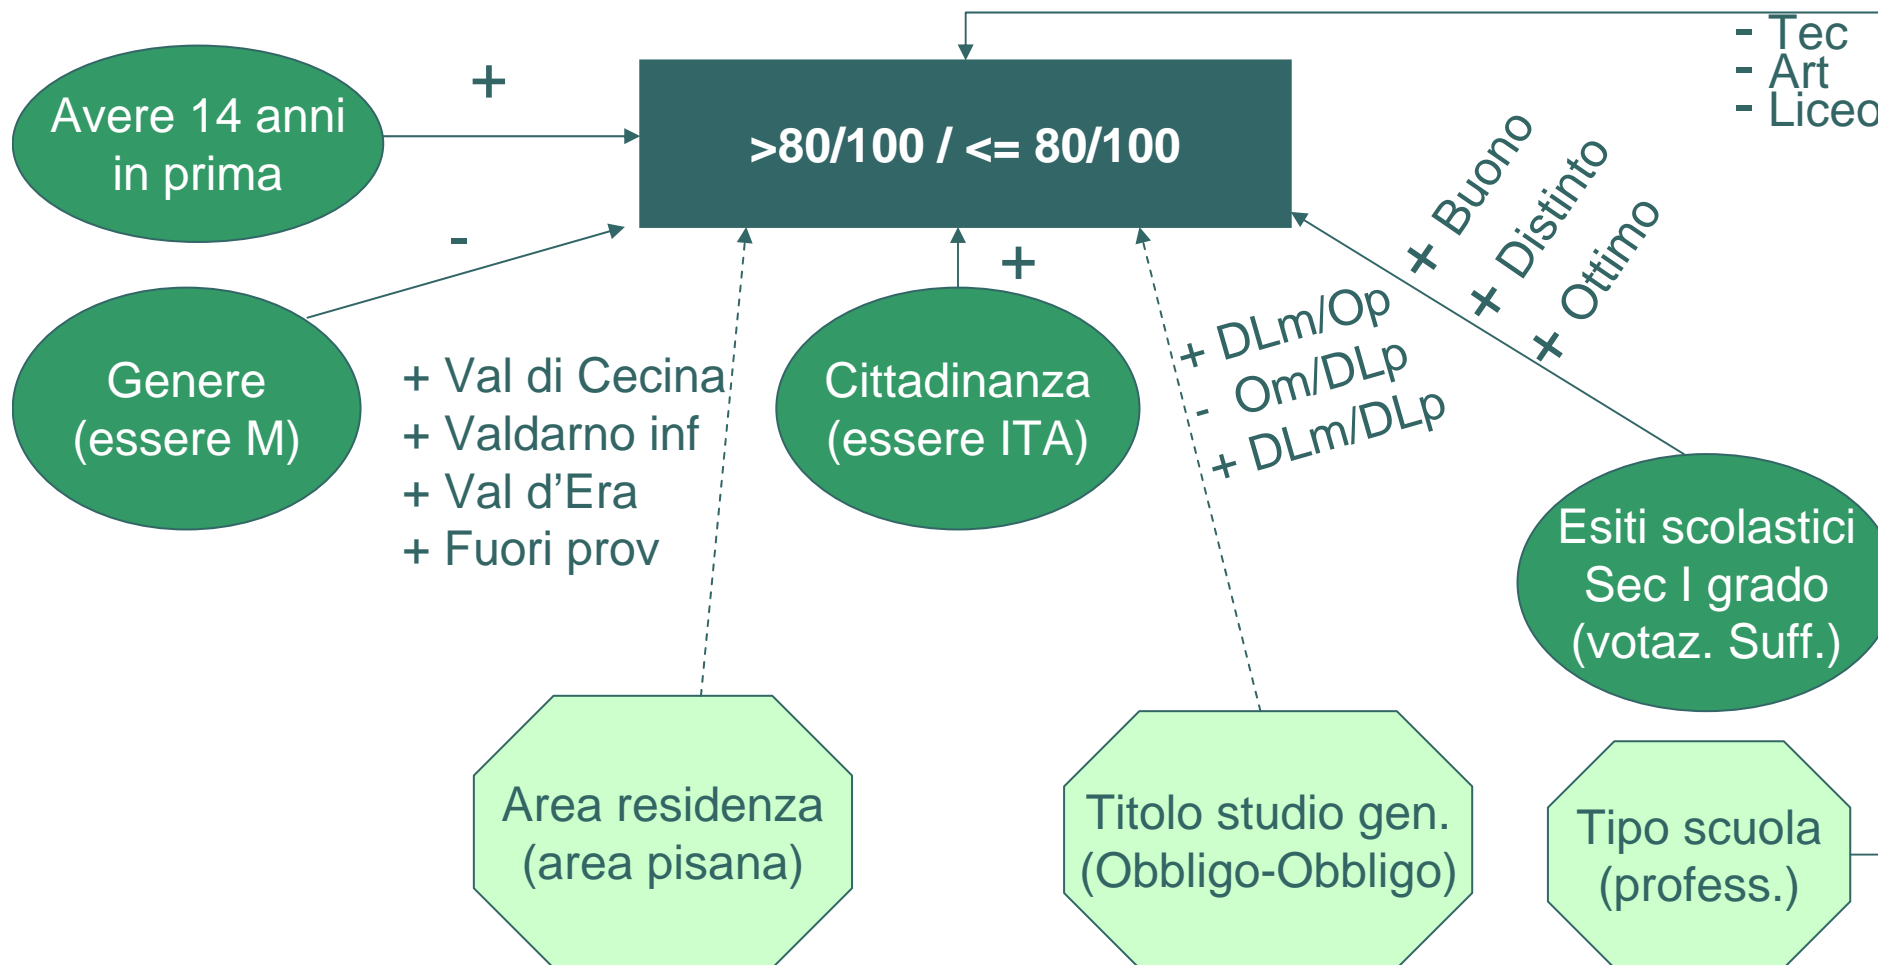 - Tec
- Art
- Liceo
+
Avere 14 anni
in prima
>80/100 / <= 80/100
-
+
+ Buono
+ Distinto
+ Ottimo
Genere
(essere M)
+ Val di Cecina
+ Valdarno inf
+ Val d’Era
+ Fuori prov
Cittadinanza
(essere ITA)
+ DLm/Op
- Om/DLp
+ DLm/DLp
Esiti scolastici
Sec I grado
(votaz. Suff.)
Area residenza
(area pisana)
Titolo studio gen.
(Obbligo-Obbligo)
Tipo scuola
(profess.)